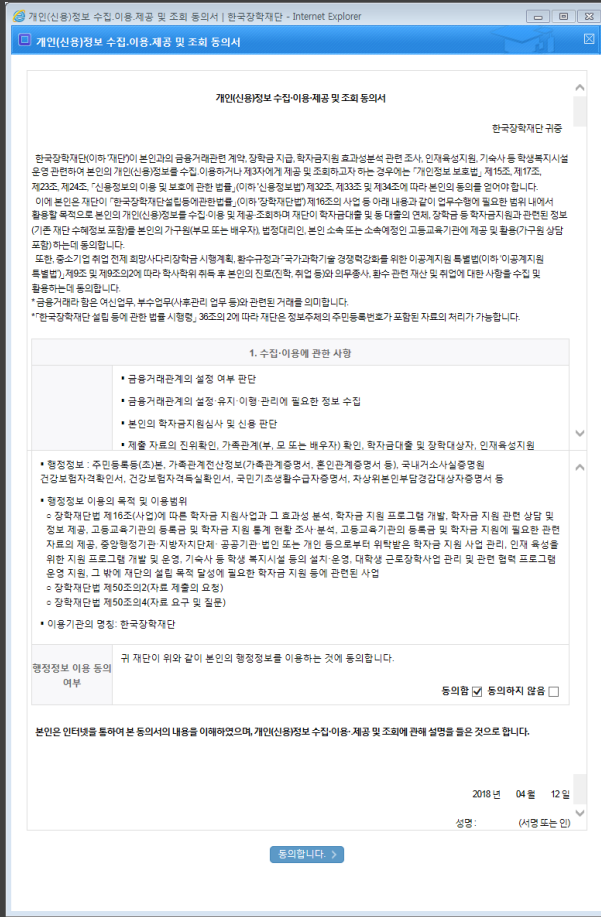 개인(신용)정보 수집.이용.제공 및 조회 동의서 | 한국장학재단 - Internet Explorer
개인(신용)정보 수집.이용.제공 및 조회 동의서
개인(신용)정보 수집·이용·제공 및 조회 동의서
한국장학재단 귀중
한국장학재단(이하 '재단')이 본인과의 금융거래관련 계약, 장학금 지급, 학자금지원 효과성분석 관련 조사, 인재육성지원, 기숙사 등 학생복지시설
운영 관련하여 본인의 개인(신용)정보를 수집.이용하거나 제3자에게 제공 및 조회하고자 하는 경우에는 「개인정보 보호법」 제15조, 제17조,
제23조, 제24조, 「신용정보의 이용 및 보호에 관한 법률」(이하 '신용정보법') 제32조, 제33조 및 제34조에 따라 본인의 동의를 얻어야 합니다.
이에 본인은 재단이 「한국장학재단설립등에관한법률」(이하 '장학재단법') 제16조의 사업 등 아래 내용과 같이 업무수행에 필요한 범위 내에서
활용할 목적으로 본인의 개인(신용)정보를 수집·이용 및 제공·조회하며 재단이 학자금대출 및 동 대출의 연체, 장학금 등 학자금지원과 관련된 정보
(기존 재단 수혜정보 포함)를 본인의 가구원(부모 또는 배우자), 법정대리인, 본인 소속 또는 소속예정인 고등교육기관에 제공 및 활용(가구원 상담
포함)하는데 동의합니다.
또한, 중소기업 취업 전제 희망사다리장학금 시행계획, 환수규정과 「국가과학기술 경쟁력강화를 위한 이공계지원 특별법(이하 '이공계지원
특별법')」 제9조 및 제9조의2에 따라 학사학위 취득 후 본인의 진로(진학, 취업 등)와 의무종사, 환수 관련 재산 및 취업에 대한 사항을 수집 및
활용하는데 동의합니다.
* 금융거래라 함은 여신업무, 부수업무(사후관리 업무 등)와 관련된 거래를 의미합니다.
*「한국장학재단 설립 등에 관한 법률 시행령」 36조의 2에 따라 재단은 정보주체의 주민등록번호가 포함된 자료의 처리가 가능합니다.
1. 수집·이용에 관한 사항
▪ 금융거래관계의 설정 여부 판단
▪ 금융거래관계의 설정·유지·이행·관리에 필요한 정보 수집
▪ 본인의 학자금지원심사 및 신용 판단
▪ 제출 자료의 진위확인, 가족관계(부, 모 또는 배우자) 확인, 학자금대출 및 장학대상자, 인재육성지원
▪ 행정정보 : 주민등록등(초)본, 가족관계전산정보(가족관계증명서, 혼인관계증명서 등), 국내거소사실증명원
건강보험자격확인서, 건강보험자격득실확인서, 국민기초생활수급자증명서, 자상위본인부담경감대상자증명서 등
▪ 행정정보 이용의 목적 및 이용범위
○ 장학재단법 제16조(사업)에 따른 학자금 지원사업과 그 효과성 분석, 학자금 지원 프로그램 개발, 학자금 지원 관련 상담 및
정보 제공, 고등교육기관의 등록금 및 학자금 지원 통계 현황 조사·분석, 고등교육기관의 등록금 및 학자금 지원에 필요한 관련
자료의 제공, 중앙행정기관·지방자치단체· 공공기관·법인 또는 개인 등으로부터 위탁받은 학자금 지원 사업 관리, 인재 육성을
위한 지원 프로그램 개발 및 운영, 기숙사 등 학생 복지시설 등의 설치·운영, 대학생 근로장학사업 관리 및 관련 협력 프로그램
운영 지원, 그 밖에 재단의 설립 목적 달성에 필요한 학자금 지원 등에 관련된 사업
○ 장학재단법 제50조의2(자료 제출의 요청)
○ 장학재단법 제50조의4(자료 요구 및 질문)
▪ 이용기관의 명칭: 한국장학재단
행정정보 이용 동의
여부
귀 재단이 위와 같이 본인의 행정정보를 이용하는 것에 동의합니다.
동의함 동의하지 않음
본인은 인터넷을 통하여 본 동의서의 내용을 이해하였으며, 개인(신용)정보 수집·이용·.제공 및 조회에 관해 설명을 들은 것으로 합니다.
2018 년 04 월 12 일
성명 : (서명 또는 인)
동의합니다. >